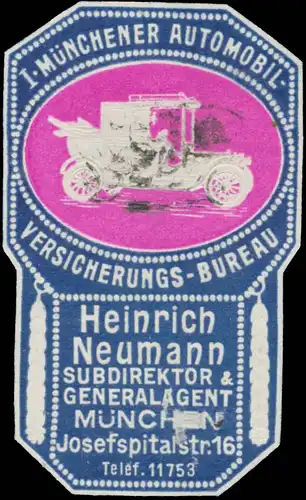 I. MÜNCHENER AUTOMOBIL-
VERSICHERUNGS-BUREAU
Heinrich
Neumann
SUBDIREKTOR &
GENERALAGENT
MÜNCHEN
Josefspitalstr.16
Telef. 11753